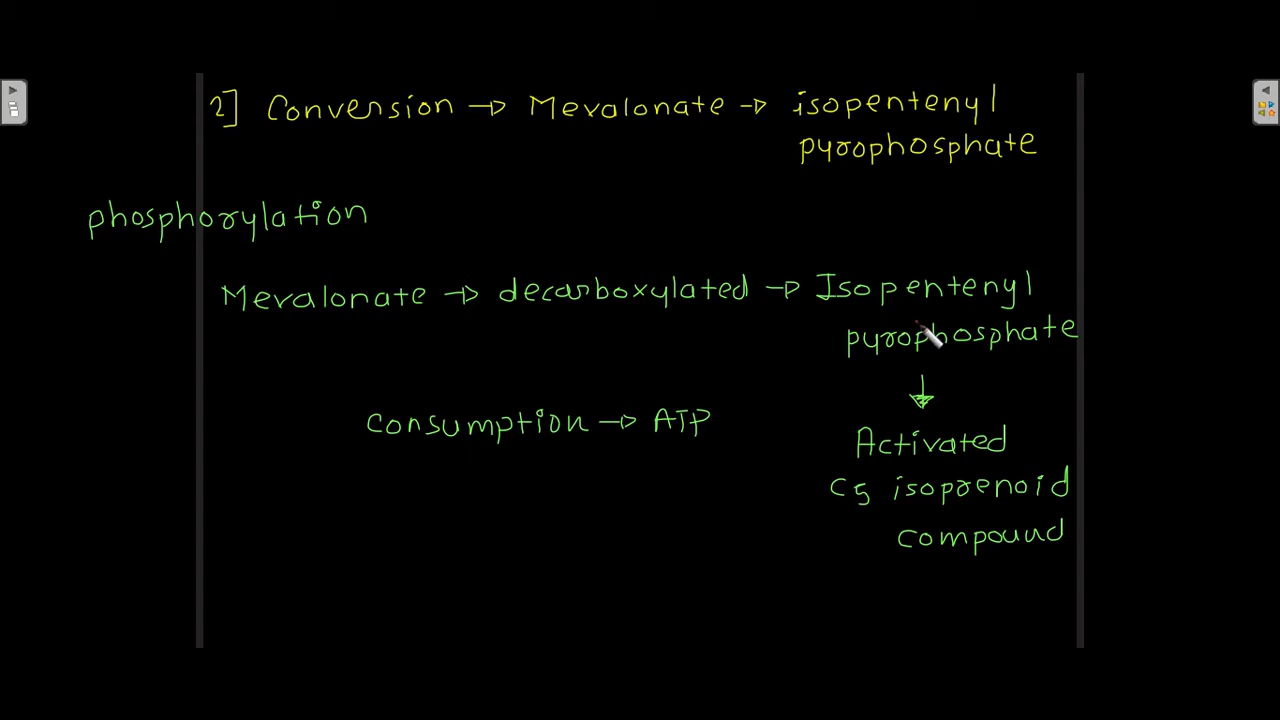 2] Conversion → Mevalonate → isopentenyl
pyrophosphate
phosphorylation
Mevalonate → decarboxylated → Isopentenyl
pyrophosphate
↓
consumption → ATP
Activated
C5 isoprenoid
compound